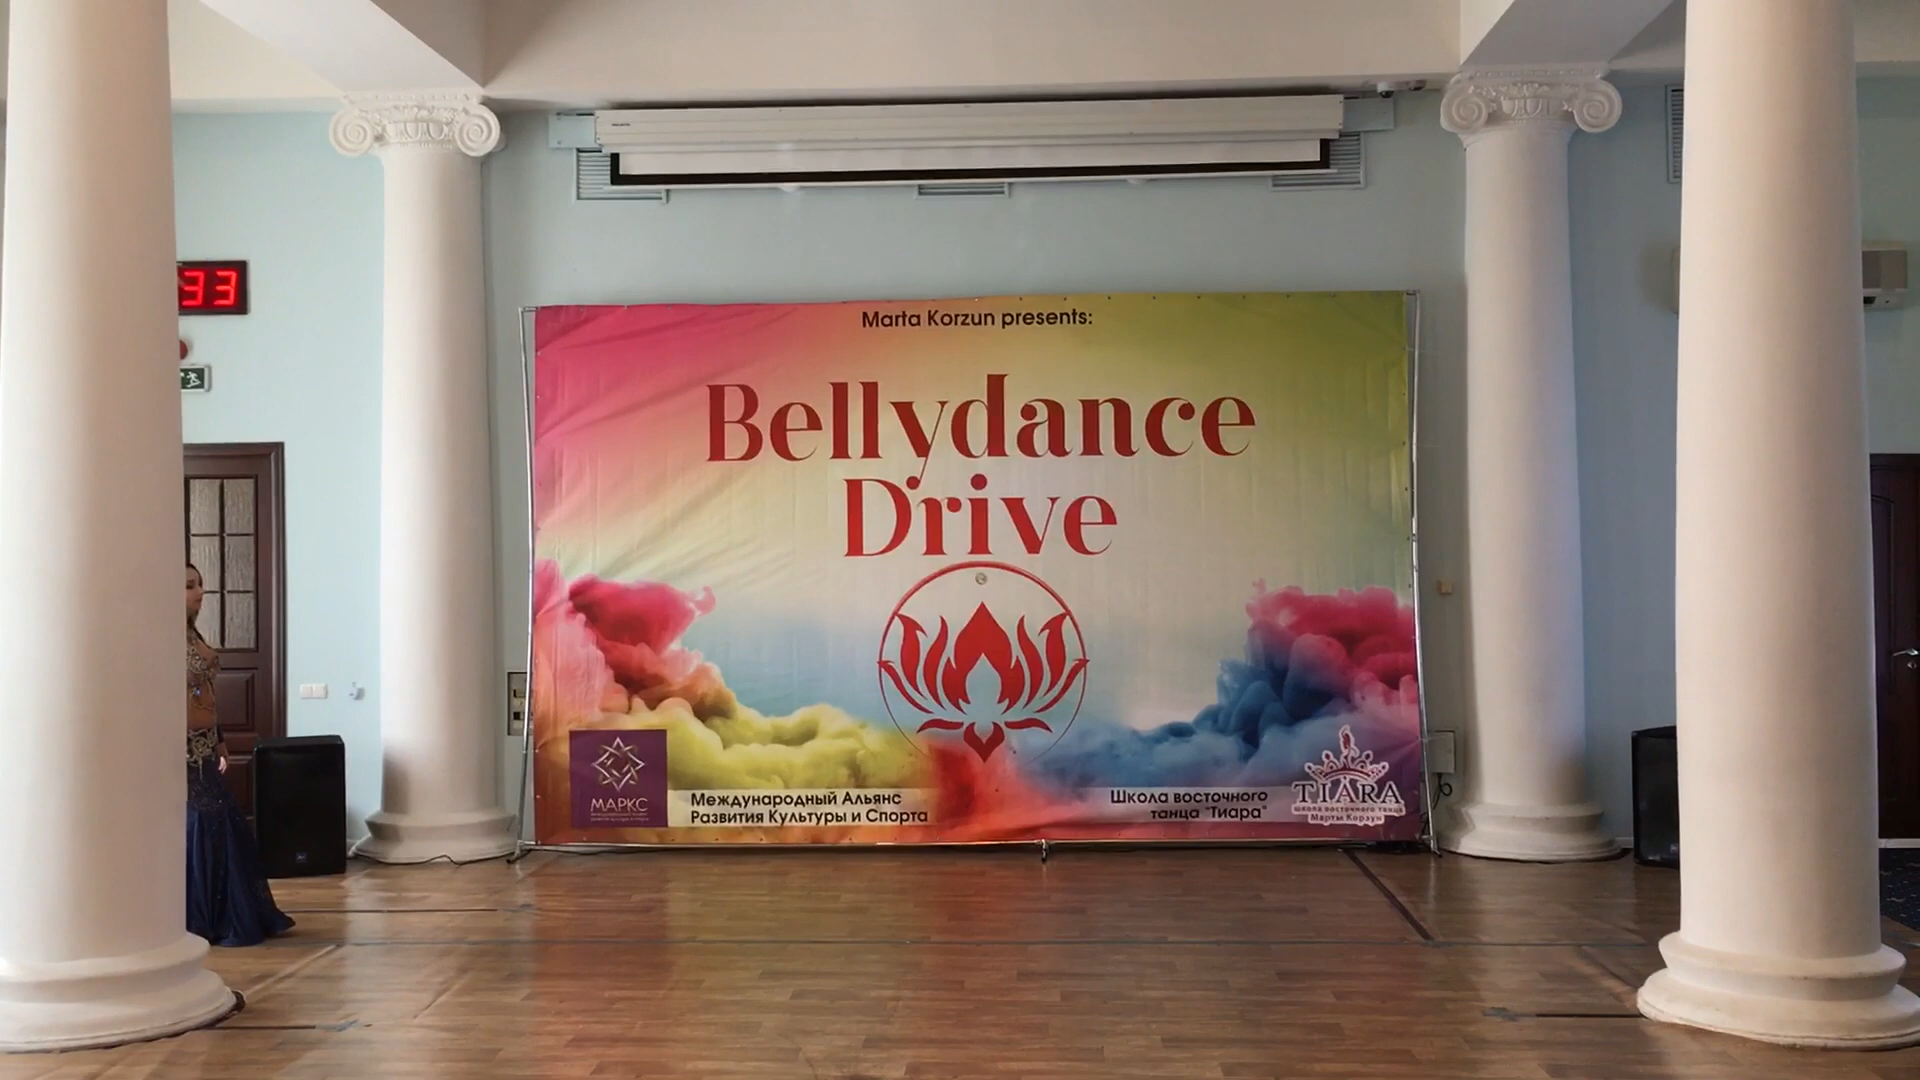 33
Marta Korzun presents:
Bellydance
Drive
МАРКС
Международный Альянс
Развития Культуры и Спорта
Школа восточного
танца "Тиара"
TIARA
школа восточного танца
Марты Корзун